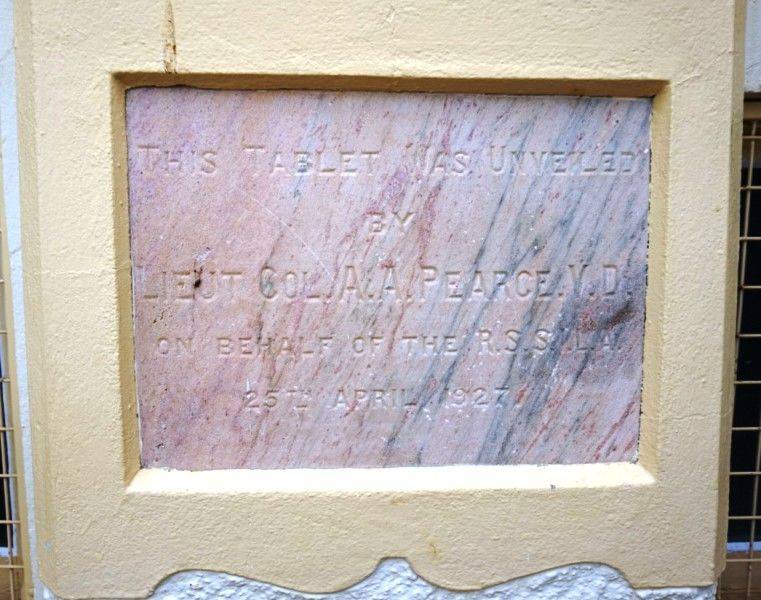 THIS TABLET WAS UNVEILED
BY
LIEUT COL. A. A. PEARCE. V. D.
ON BEHALF OF THE R.S.S.I.L.A.
25TH APRIL 1927.